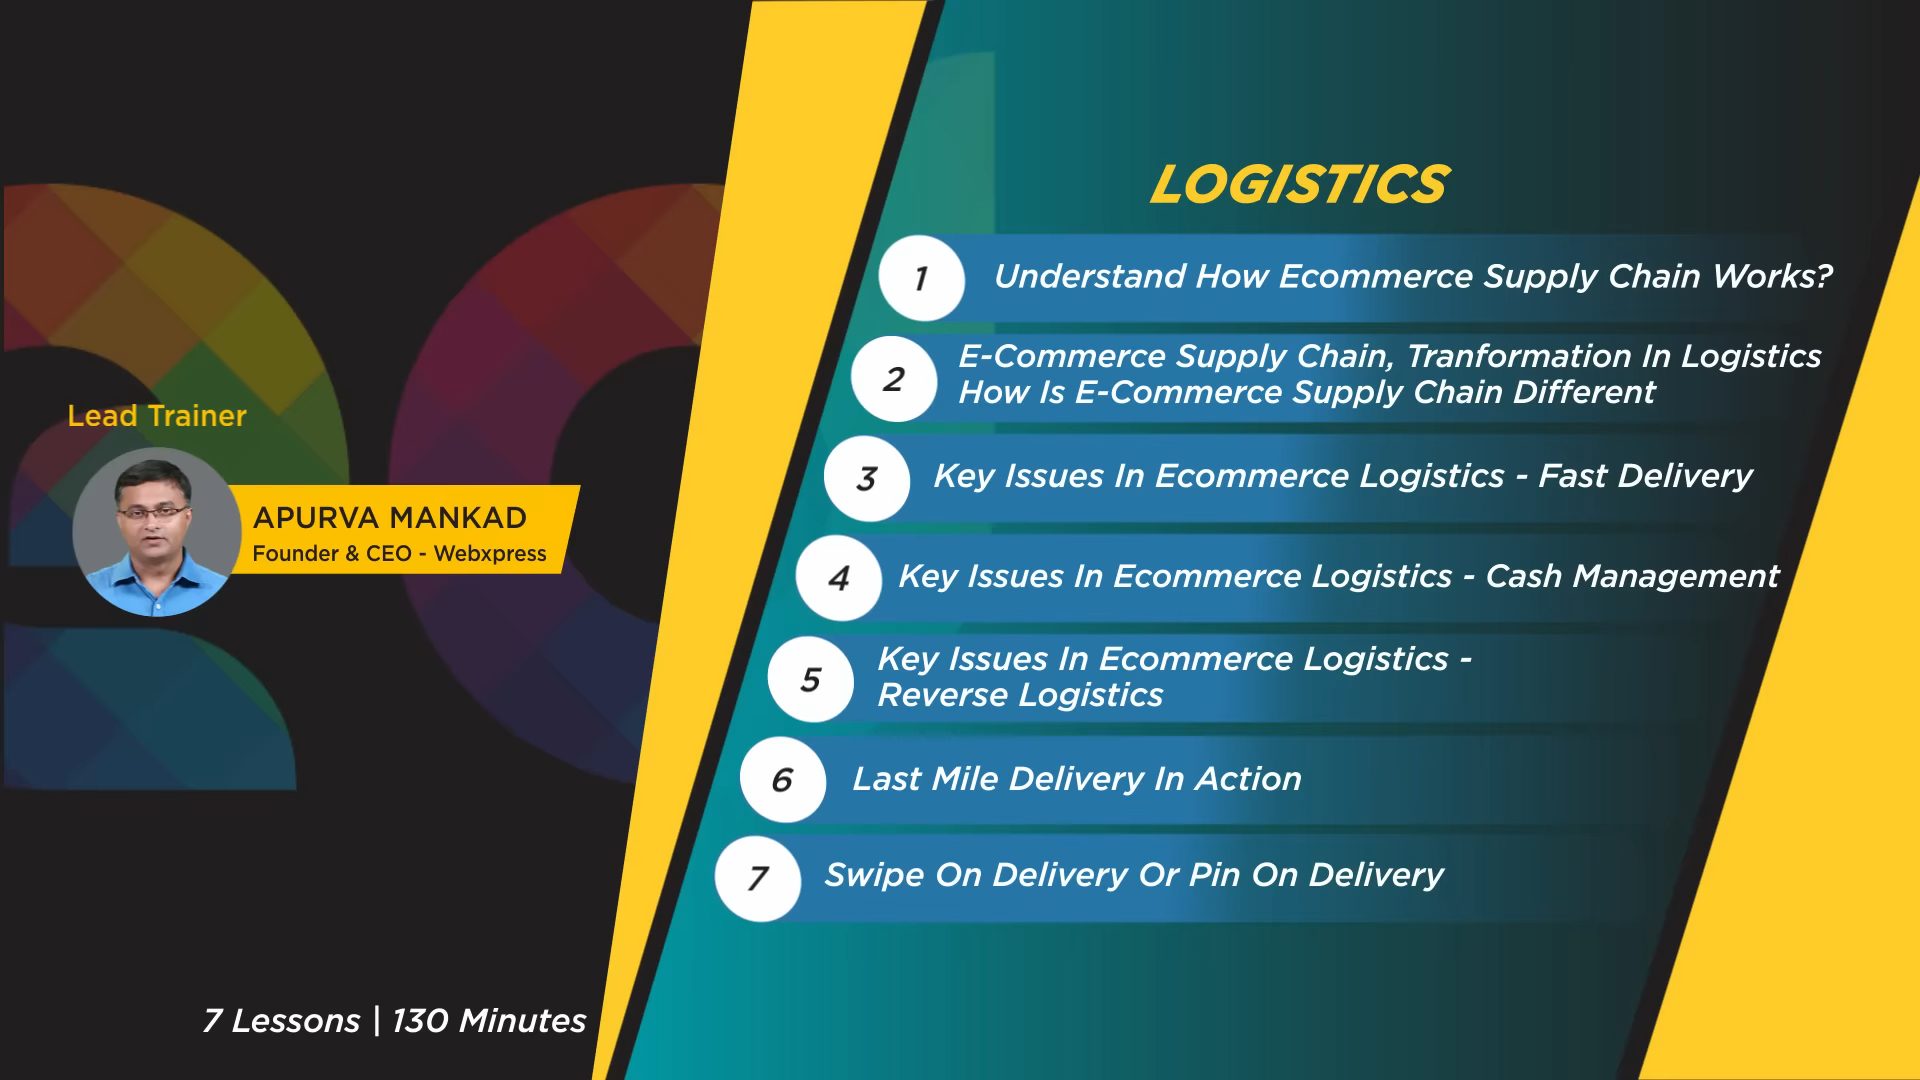 Lead Trainer
APURVA MANKAD
Founder & CEO - Webxpress
7 Lessons | 130 Minutes
LOGISTICS
1 Understand How Ecommerce Supply Chain Works?
2 E-Commerce Supply Chain, Tranformation In Logistics
How Is E-Commerce Supply Chain Different
3 Key Issues In Ecommerce Logistics - Fast Delivery
4 Key Issues In Ecommerce Logistics - Cash Management
5 Key Issues In Ecommerce Logistics -
Reverse Logistics
6 Last Mile Delivery In Action
7 Swipe On Delivery Or Pin On Delivery